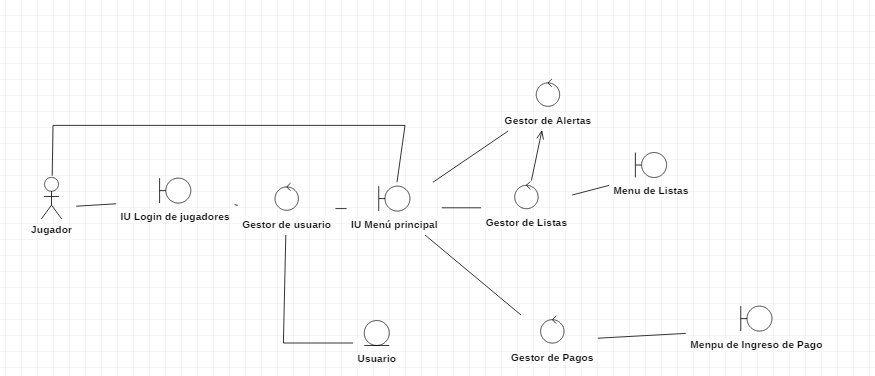 Gestor de Alertas
Menu de Listas
IU Login de jugadores
Jugador
Gestor de usuario
IU Menú principal
Gestor de Listas
Menpu de Ingreso de Pago
Usuario
Gestor de Pagos